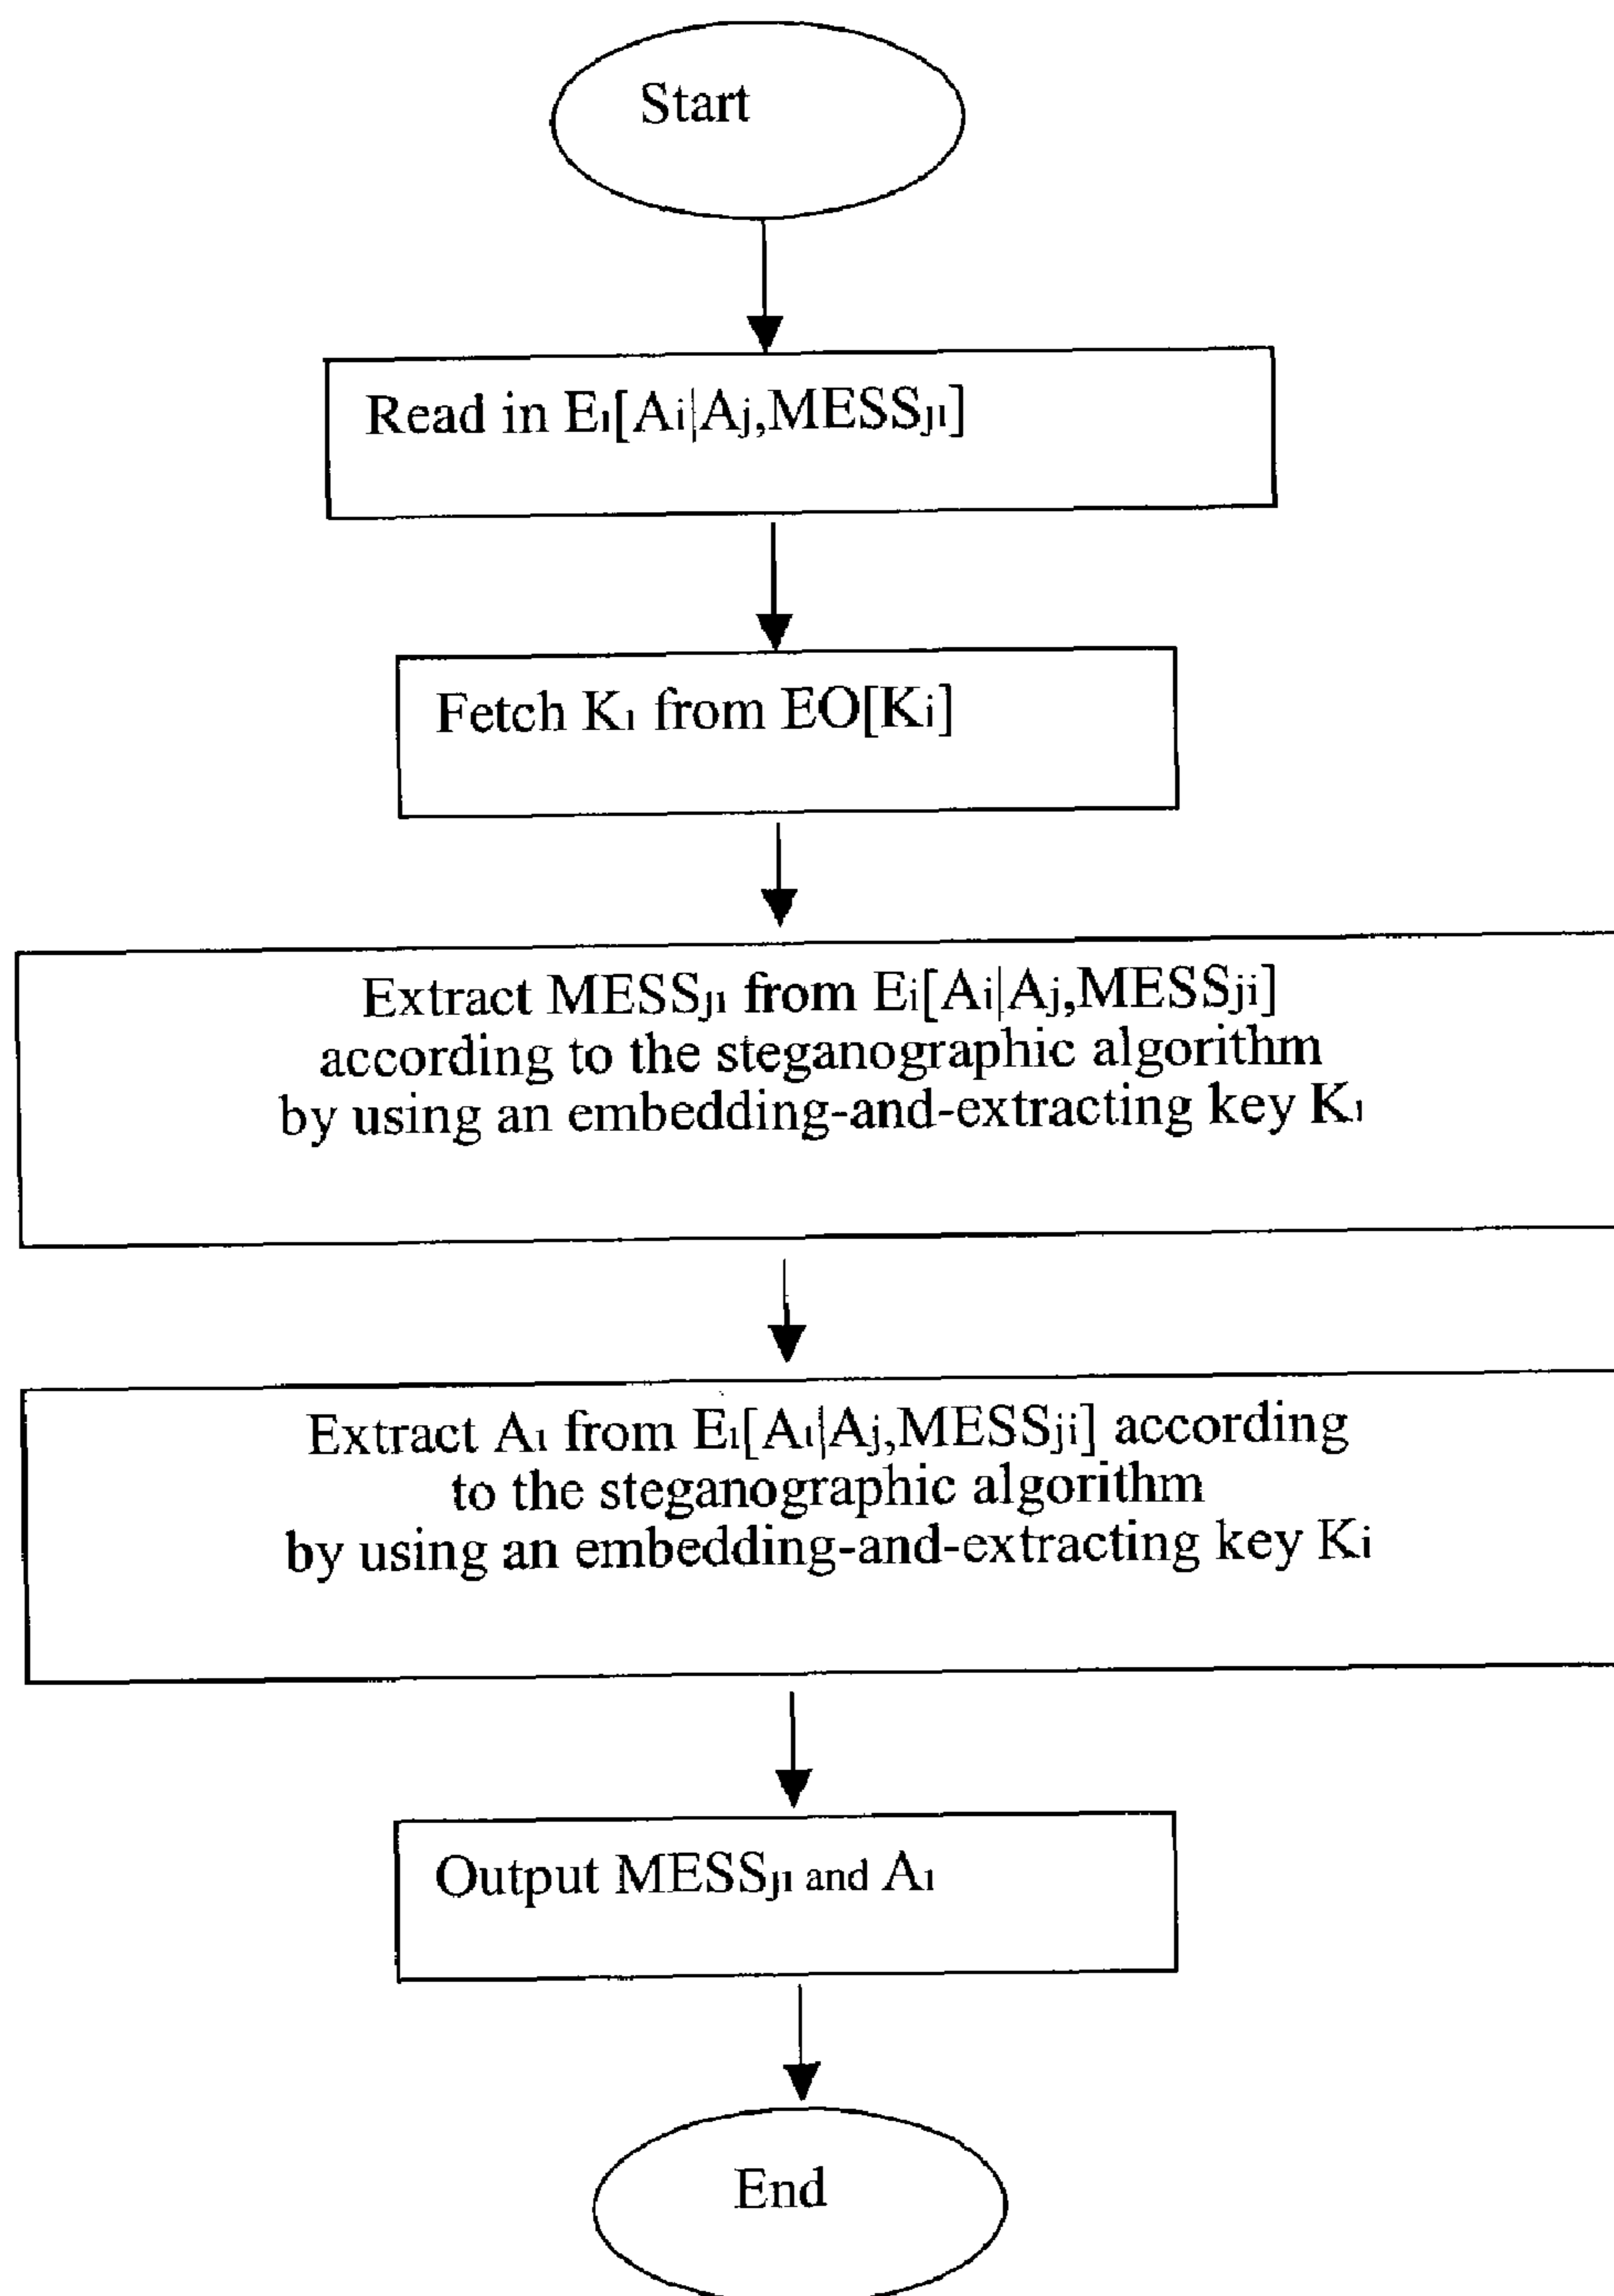 Start
Read in Ei[Ai|Aj,MESSji]
Fetch Ki from EO[Ki]
Extract MESSji from Ei[Ai|Aj,MESSji]
according to the steganographic algorithm
by using an embedding-and-extracting key Ki
Extract Ai from Ei[Ai|Aj,MESSji] according
to the steganographic algorithm
by using an embedding-and-extracting key Ki
Output MESSji and Ai
End